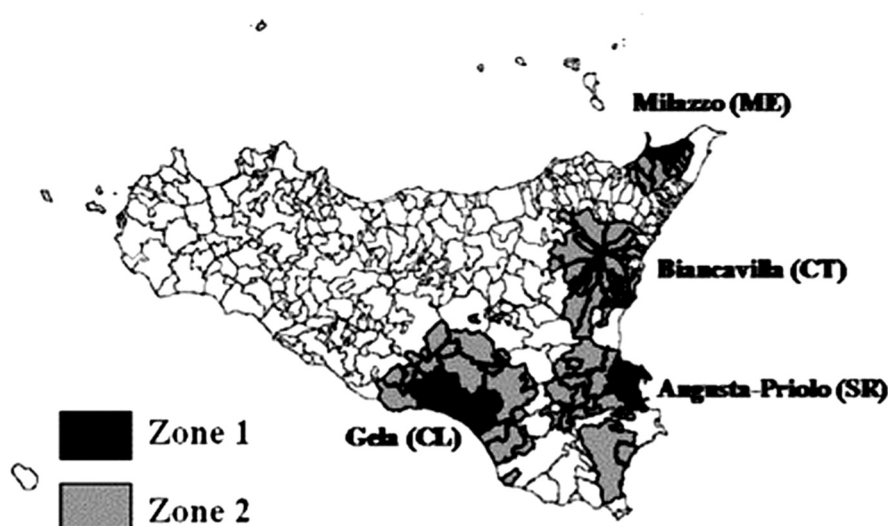 Milazzo (ME)
Biancavilla (CT)
Augusta-Priolo (SR)
Gela (CL)
Zone 1
Zone 2